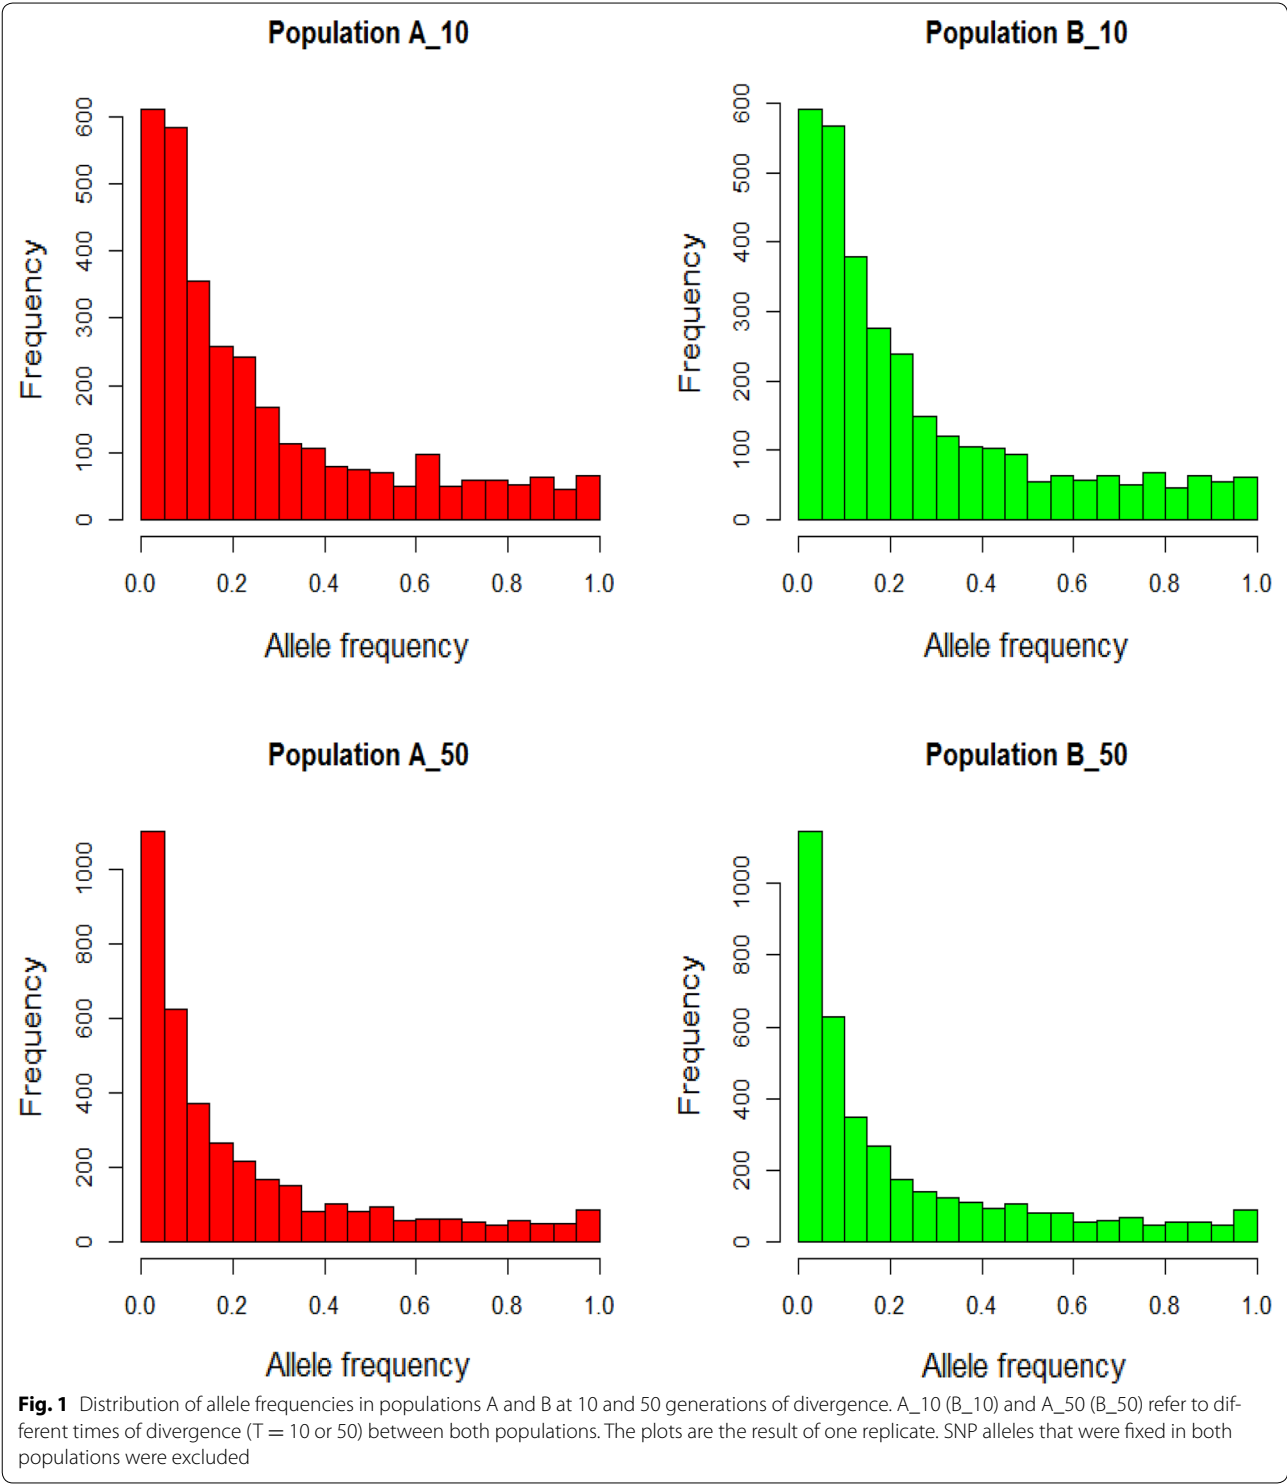 Population A_10
Population B_10
Frequency
0
100
200
300
400
500
600
0.0 0.2 0.4 0.6 0.8 1.0
Allele frequency
Frequency
0
100
200
300
400
500
600
0.0 0.2 0.4 0.6 0.8 1.0
Allele frequency
Population A_50
Population B_50
Frequency
0
200
400
600
800
1000
0.0 0.2 0.4 0.6 0.8 1.0
Allele frequency
Frequency
0
200
400
600
800
1000
0.0 0.2 0.4 0.6 0.8 1.0
Allele frequency
Fig. 1 Distribution of allele frequencies in populations A and B at 10 and 50 generations of divergence. A_10 (B_10) and A_50 (B_50) refer to dif-
ferent times of divergence (T = 10 or 50) between both populations. The plots are the result of one replicate. SNP alleles that were fixed in both
populations were excluded